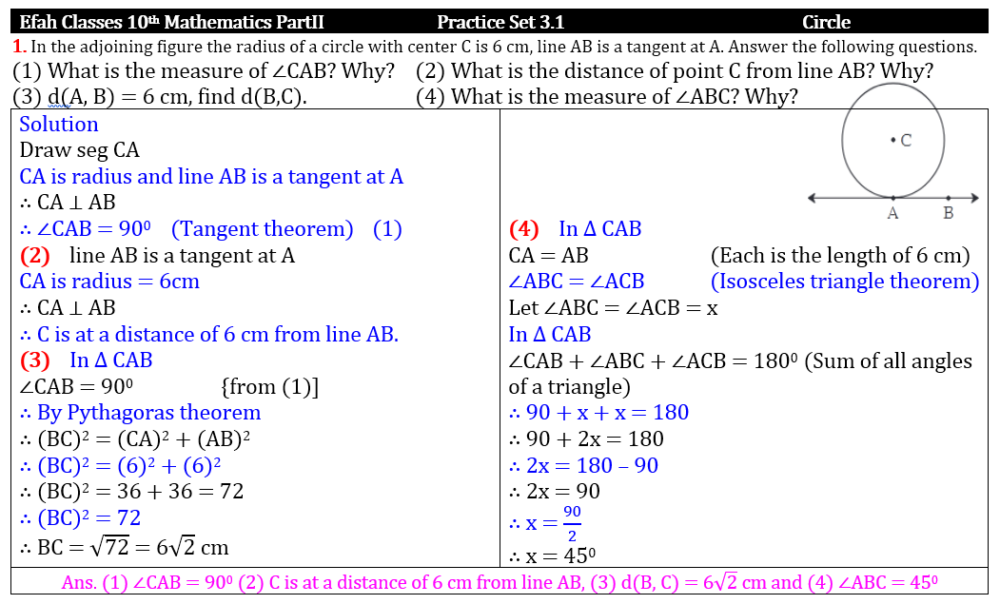 Efah Classes 10th Mathematics PartII Practice Set 3.1 Circle
1. In the adjoining figure the radius of a circle with center C is 6 cm, line AB is a tangent at A. Answer the following questions.
(1) What is the measure of ∠CAB? Why? (2) What is the distance of point C from line AB? Why?
(3) d(A, B) = 6 cm, find d(B,C). (4) What is the measure of ∠ABC? Why?
Solution
Draw seg CA
CA is radius and line AB is a tangent at A
∴ CA ⊥ AB
∴ ∠CAB = 90⁰ (Tangent theorem) (1)
(2) line AB is a tangent at A
CA is radius = 6cm
∴ CA ⊥ AB
∴ C is at a distance of 6 cm from line AB.
(3) In Δ CAB
∠CAB = 90⁰ {from (1)]
∴ By Pythagoras theorem
∴ (BC)² = (CA)² + (AB)²
∴ (BC)² = (6)² + (6)²
∴ (BC)² = 36 + 36 = 72
∴ (BC)² = 72
∴ BC = √72 = 6√2 cm
C
A B
(4) In Δ CAB
CA = AB (Each is the length of 6 cm)
∠ABC = ∠ACB (Isosceles triangle theorem)
Let ∠ABC = ∠ACB = x
In Δ CAB
∠CAB + ∠ABC + ∠ACB = 180⁰ (Sum of all angles
of a triangle)
∴ 90 + x + x = 180
∴ 90 + 2x = 180
∴ 2x = 180 – 90
∴ 2x = 90
∴ x = 90/2
∴ x = 45⁰
Ans. (1) ∠CAB = 90⁰ (2) C is at a distance of 6 cm from line AB, (3) d(B, C) = 6√2 cm and (4) ∠ABC = 45⁰